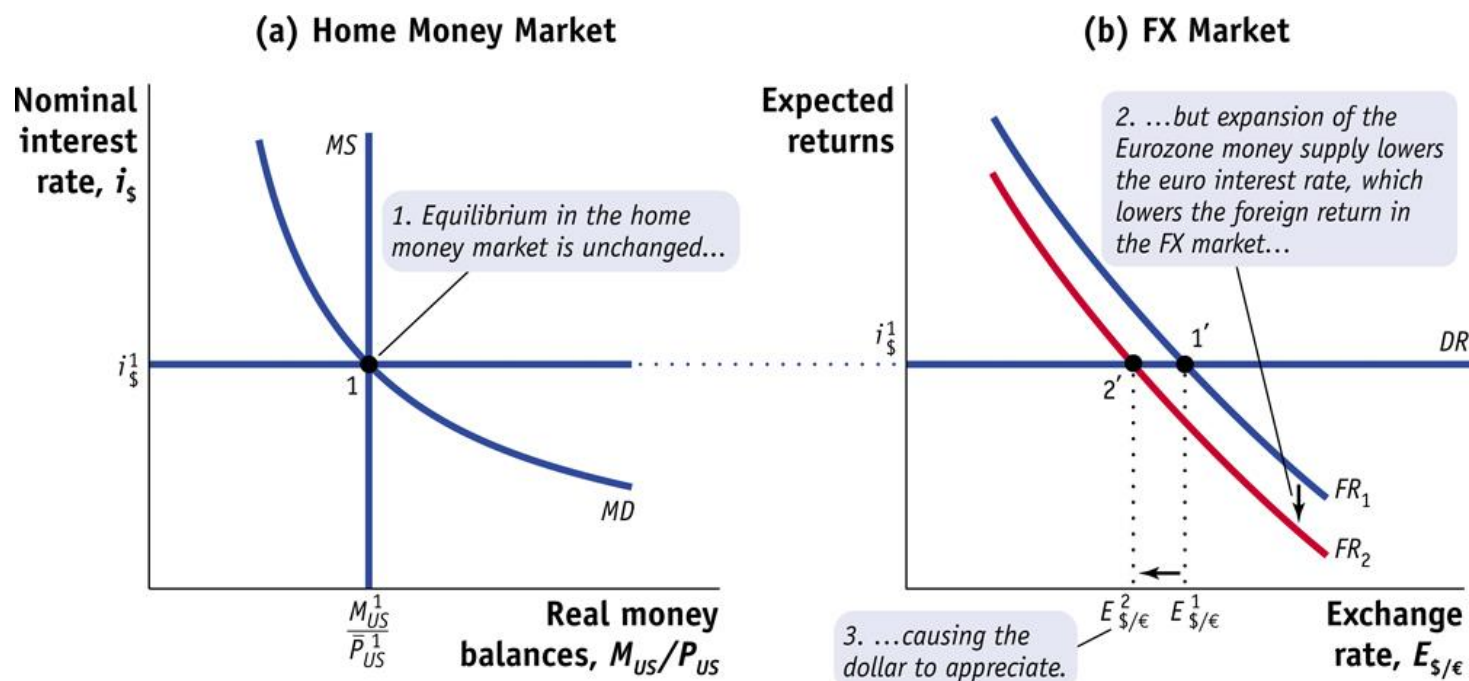 (a) Home Money Market
Nominal
interest
rate, i$
MS
1. Equilibrium in the home
money market is unchanged…
i¹$
1
MD
M¹US
P̄¹US
Real money
balances, MUS/PUS
(b) FX Market
Expected
returns
2. …but expansion of the
Eurozone money supply lowers
the euro interest rate, which
lowers the foreign return in
the FX market…
i¹$
1′
DR
2′
FR1
FR2
E²$/€
E¹$/€
3. …causing the
dollar to appreciate.
Exchange
rate, E$/€